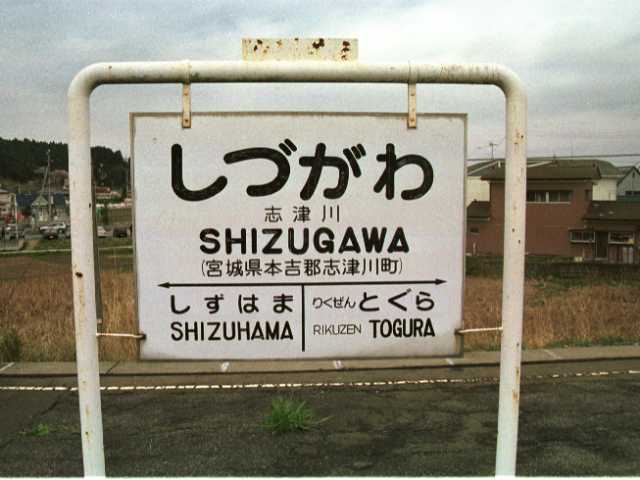 しづがわ
志津川
SHIZUGAWA
(宮城県本吉郡志津川町)
しずはま りくぜんとぐら
SHIZUHAMA RIKUZEN TOGURA